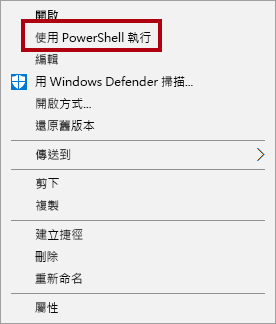 開啟
使用 PowerShell 執行
編輯
用 Windows Defender 掃描...
開啟方式...
還原舊版本
傳送到
剪下
複製
建立捷徑
刪除
重新命名
屬性